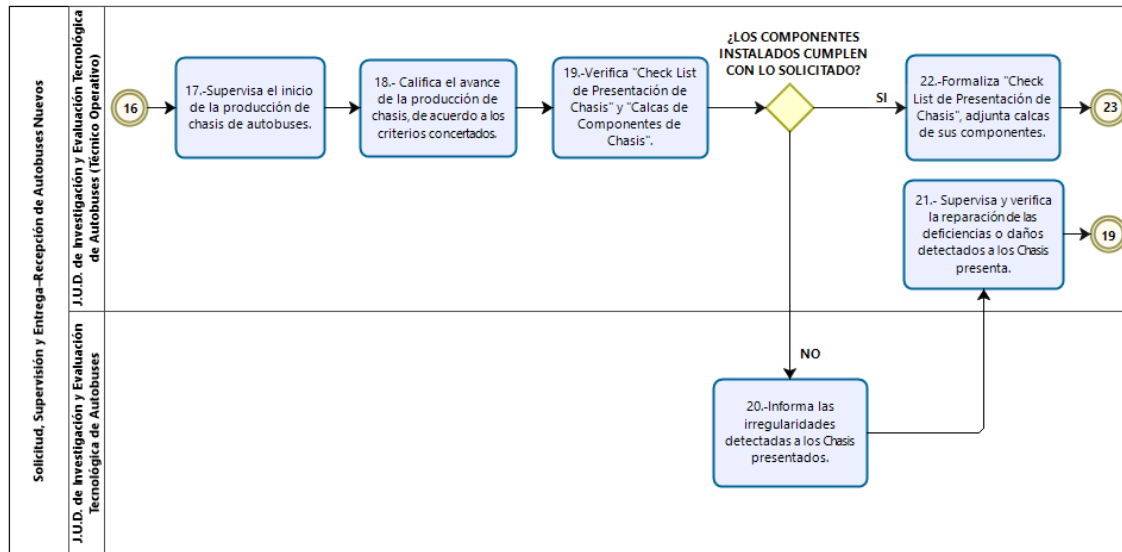 Solicitud, Supervisión y Entrega–Recepción de Autobuses Nuevos
J.U.D. de Investigación y Evaluación Tecnológica
de Autobuses (Técnico Operativo)
16
17.-Supervisa el inicio
de la producción de
chasis de autobuses.
18.- Califica el avance
de la producción de
chasis, de acuerdo a los
criterios concertados.
19.-Verifica "Check List
de Presentación de
Chasis" y "Calcas de
Componentes de
Chasis".
¿LOS COMPONENTES
INSTALADOS CUMPLEN
CON LO SOLICITADO?
SI
22.-Formaliza "Check
List de Presentación de
Chasis", adjunta calcas
de sus componentes.
23
21.- Supervisa y verifica
la reparación de las
deficiencias o daños
detectados a los Chasis
presenta.
19
J.U.D. de Investigación y Evaluación
Tecnológica de Autobuses
NO
20.-Informa las
irregularidades
detectadas a los Chasis
presentados.